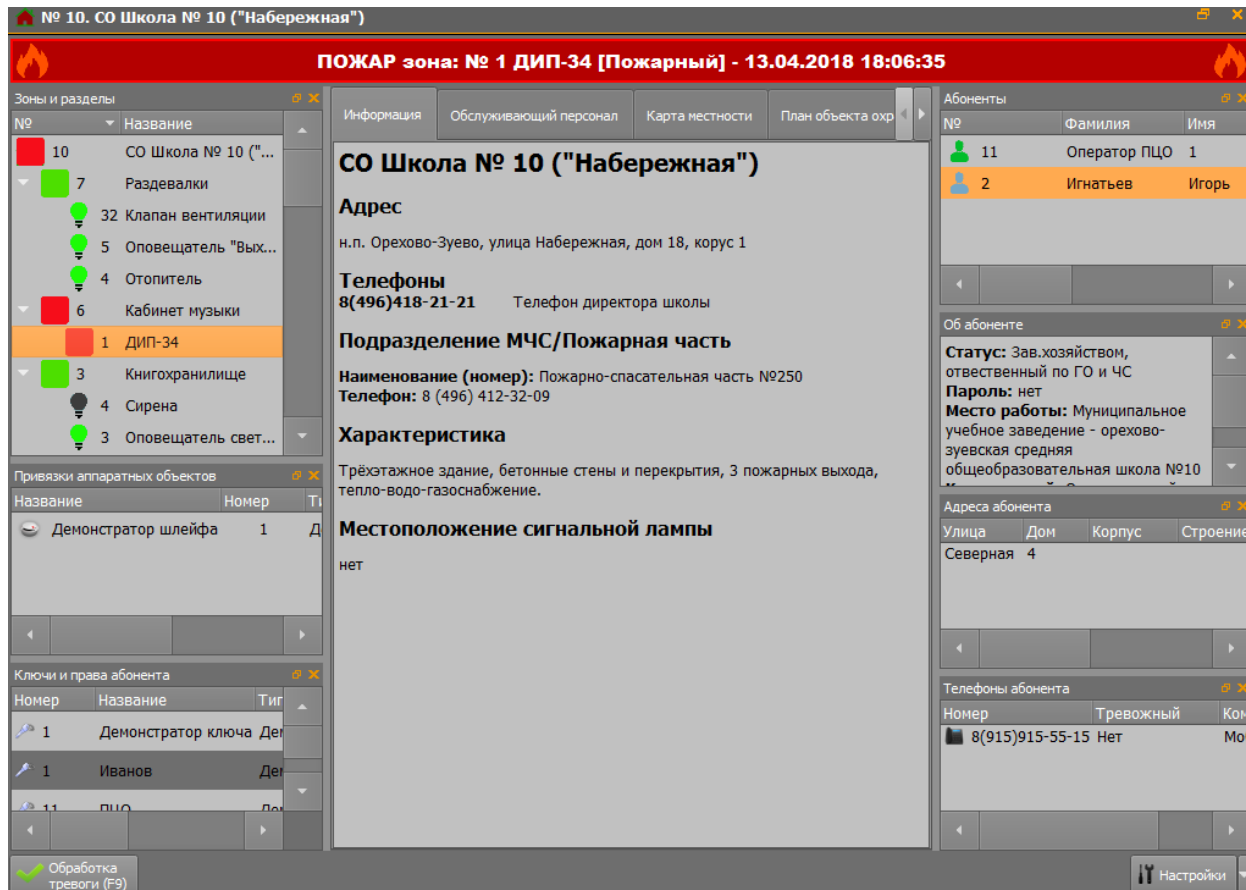 № 10. СО Школа № 10 ("Набережная")
ПОЖАР зона: № 1 ДИП-34 [Пожарный] - 13.04.2018 18:06:35
Зоны и разделы
№ Название
10 СО Школа № 10 ("...
7 Раздевалки
32 Клапан вентиляции
5 Оповещатель "Вых...
4 Отопитель
6 Кабинет музыки
1 ДИП-34
3 Книгохранилище
4 Сирена
3 Оповещатель свет...
Привязки аппаратных объектов
Название Номер
Демонстратор шлейфа 1
Ключи и права абонента
Номер Название Тип
1 Демонстратор ключа
1 Иванов
11 ПЦО
Информация Обслуживающий персонал Карта местности План объекта охр
СО Школа № 10 ("Набережная")
Адрес
н.п. Орехово-Зуево, улица Набережная, дом 18, корус 1
Телефоны
8(496)418-21-21 Телефон директора школы
Подразделение МЧС/Пожарная часть
Наименование (номер): Пожарно-спасательная часть №250
Телефон: 8 (496) 412-32-09
Характеристика
Трёхэтажное здание, бетонные стены и перекрытия, 3 пожарных выхода,
тепло-водо-газоснабжение.
Местоположение сигнальной лампы
нет
Абоненты
№ Фамилия Имя
11 Оператор ПЦО 1
2 Игнатьев Игорь
Об абоненте
Статус: Зав.хозяйством,
отвественный по ГО и ЧС
Пароль: нет
Место работы: Муниципальное
учебное заведение - орехово-
зуевская средняя
общеобразовательная школа №10
Адреса абонента
Улица Дом Корпус Строение
Северная 4
Телефоны абонента
Номер Тревожный
8(915)915-55-15 Нет
Обработка
тревоги (F9)
Настройки